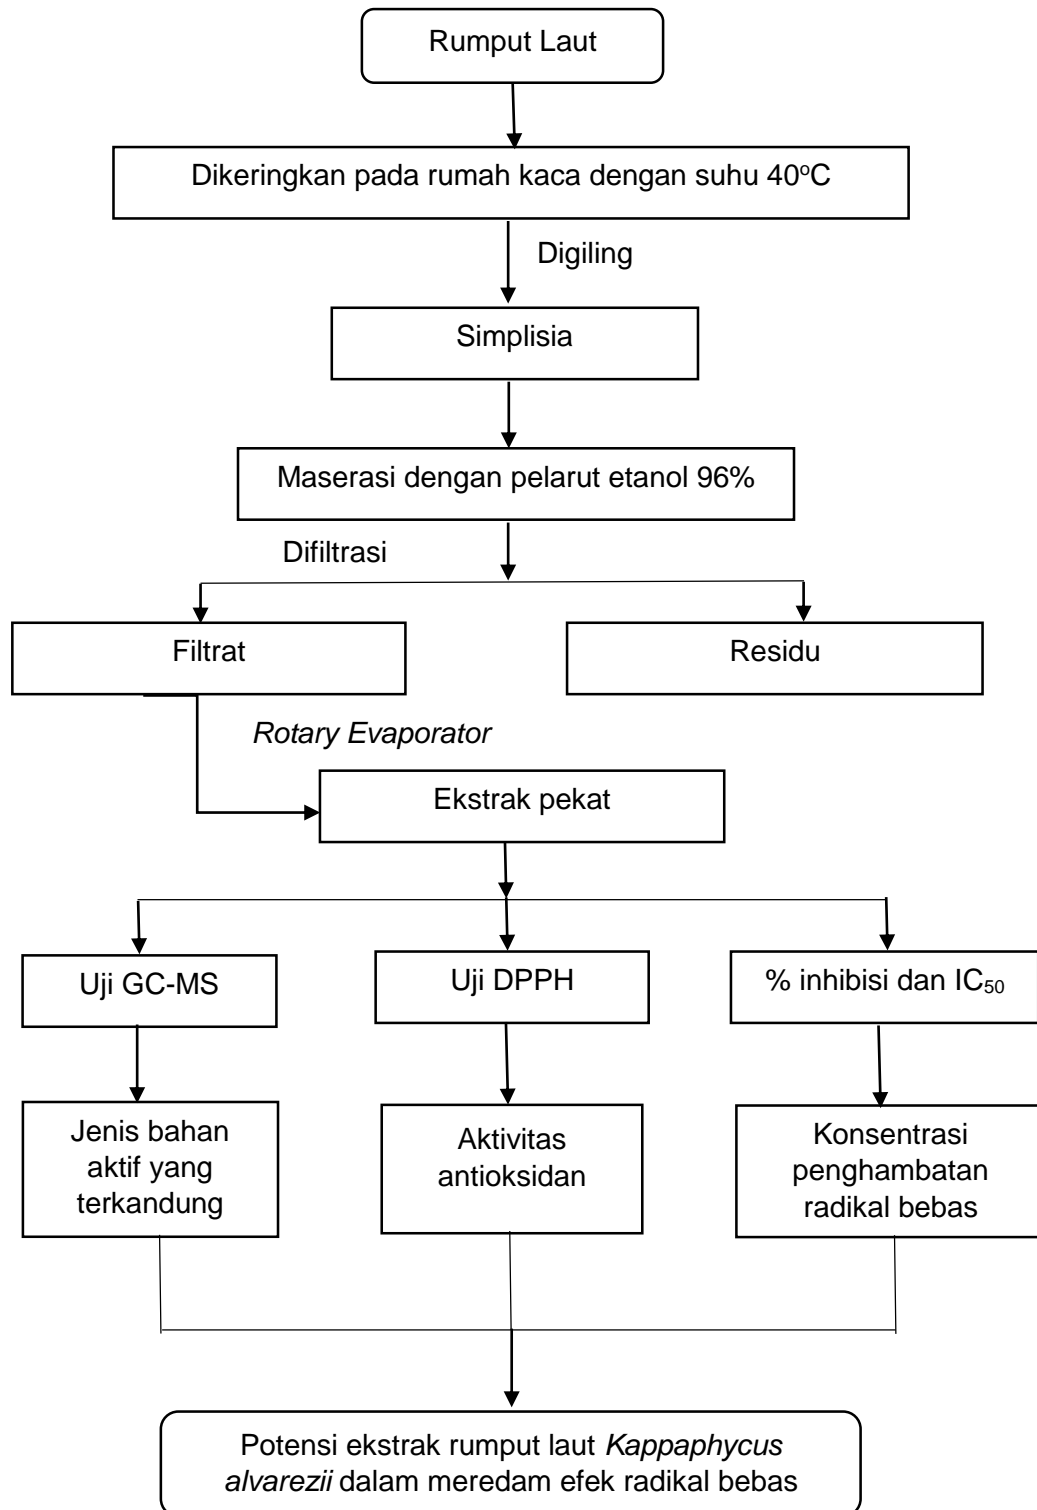 Rumput Laut
Dikeringkan pada rumah kaca dengan suhu 40°C
Digiling
Simplisia
Maserasi dengan pelarut etanol 96%
Difiltrasi
Filtrat
Residu
Rotary Evaporator
Ekstrak pekat
Uji GC-MS
Uji DPPH
% inhibisi dan IC₅₀
Jenis bahan
aktif yang
terkandung
Aktivitas
antioksidan
Konsentrasi
penghambatan
radikal bebas
Potensi ekstrak rumput laut Kappaphycus
alvarezii dalam meredam efek radikal bebas